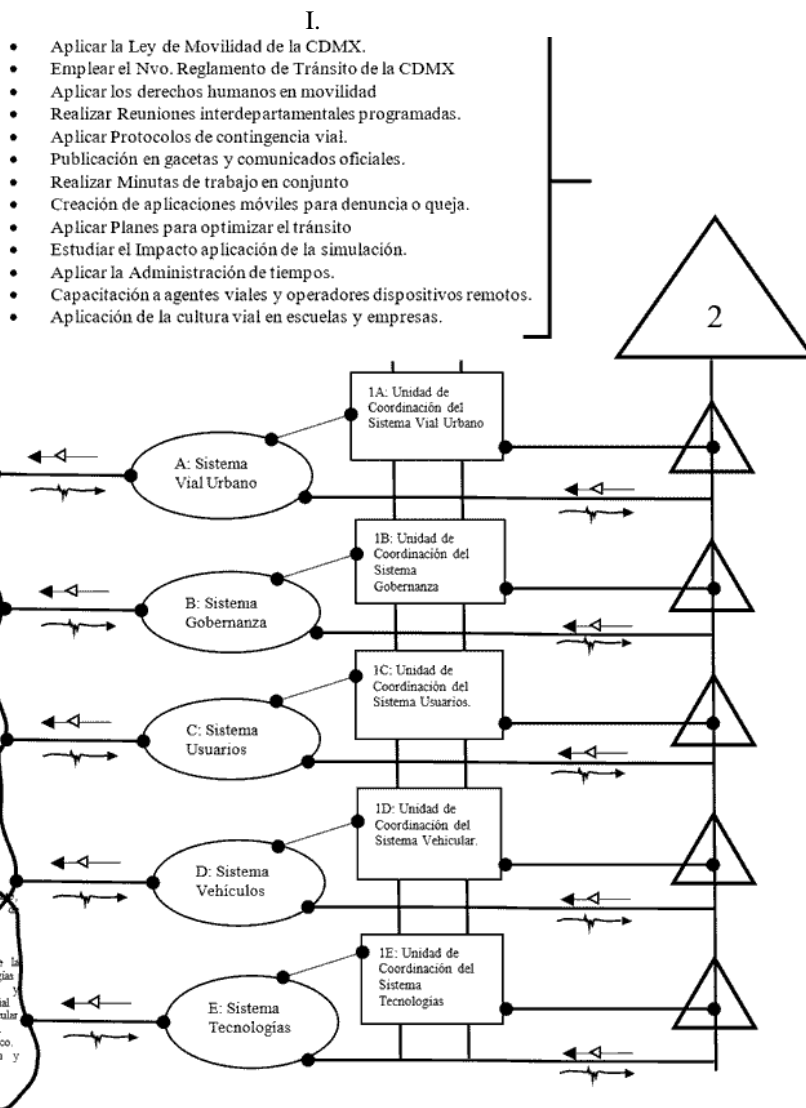 I.
• Aplicar la Ley de Movilidad de la CDMX.
• Emplear el Nvo. Reglamento de Tránsito de la CDMX
• Aplicar los derechos humanos en movilidad
• Realizar Reuniones interdepartamentales programadas.
• Aplicar Protocolos de contingencia vial.
• Publicación en gacetas y comunicados oficiales.
• Realizar Minutas de trabajo en conjunto
• Creación de aplicaciones móviles para denuncia o queja.
• Aplicar Planes para optimizar el tránsito
• Estudiar el Impacto aplicación de la simulación.
• Aplicar la Administración de tiempos.
• Capacitación a agentes viales y operadores dispositivos remotos.
• Aplicación de la cultura vial en escuelas y empresas.
2
1A: Unidad de
Coordinación del
Sistema Vial Urbano
A: Sistema
Vial Urbano
1B: Unidad de
Coordinación del
Sistema
Gobernanza
B: Sistema
Gobernanza
1C: Unidad de
Coordinación del
Sistema Usuarios.
C: Sistema
Usuarios
1D: Unidad de
Coordinación del
Sistema Vehicular.
D: Sistema
Vehículos
1E: Unidad de
Coordinación del
Sistema
Tecnologías
E: Sistema
Tecnologías
e la
y
y